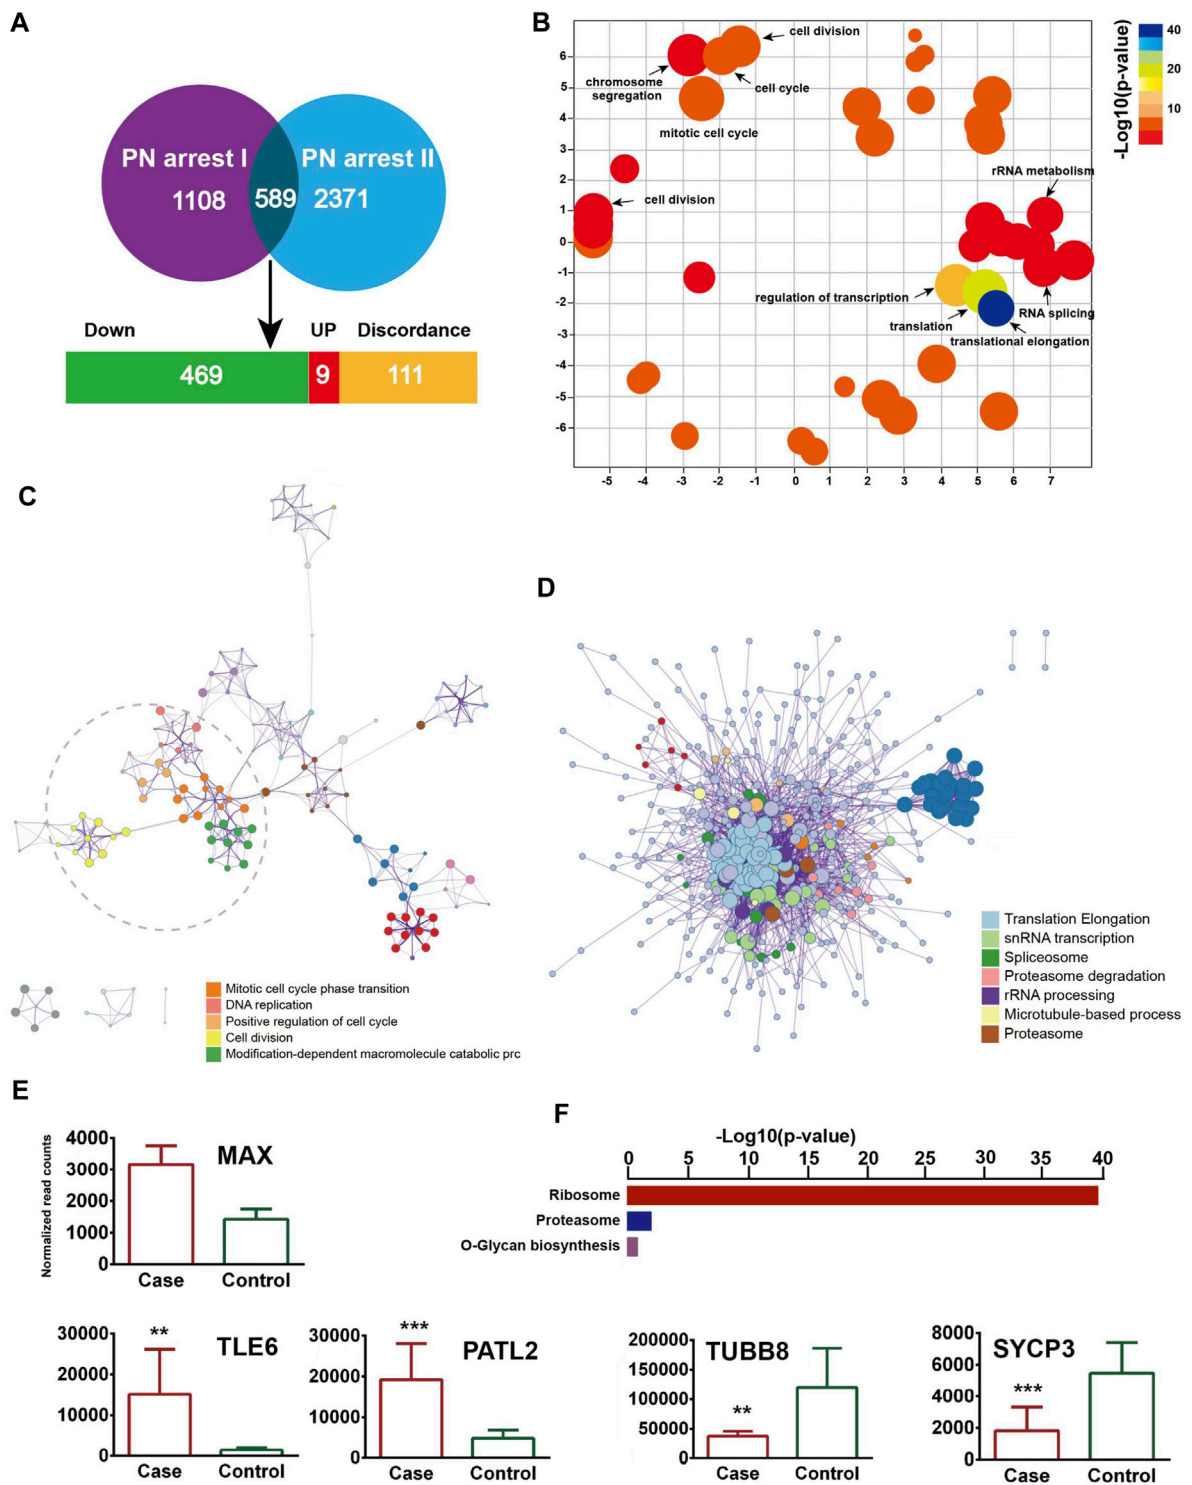 A
PN arrest I
PN arrest II
1108
589
2371
Down
UP
Discordance
469
9
111
B
cell division
chromosome
segregation
cell cycle
mitotic cell cycle
cell division
rRNA metabolism
regulation of transcription
translation
RNA splicing
translational elongation
6
5
4
3
2
1
0
-1
-2
-3
-4
-5
-6
-5
-4
-3
-2
-1
0
1
2
3
4
5
6
7
-Log10(p-value)
40
20
10
C
Mitotic cell cycle phase transition
DNA replication
Positive regulation of cell cycle
Cell division
Modification-dependent macromolecule catabolic prc
D
Translation Elongation
snRNA transcription
Spliceosome
Proteasome degradation
rRNA processing
Microtubule-based process
Proteasome
E
Normalized read counts
4000
3000
2000
1000
0
MAX
Case
Control
F
-Log10(p-value)
0 5 10 15 20 25 30 35 40
Ribosome
Proteasome
O-Glycan biosynthesis
30000
20000
10000
0
**
TLE6
Case
Control
30000
20000
10000
0
***
PATL2
Case
Control
200000
150000
100000
50000
0
TUBB8
**
Case
Control
8000
6000
4000
2000
0
SYCP3
***
Case
Control